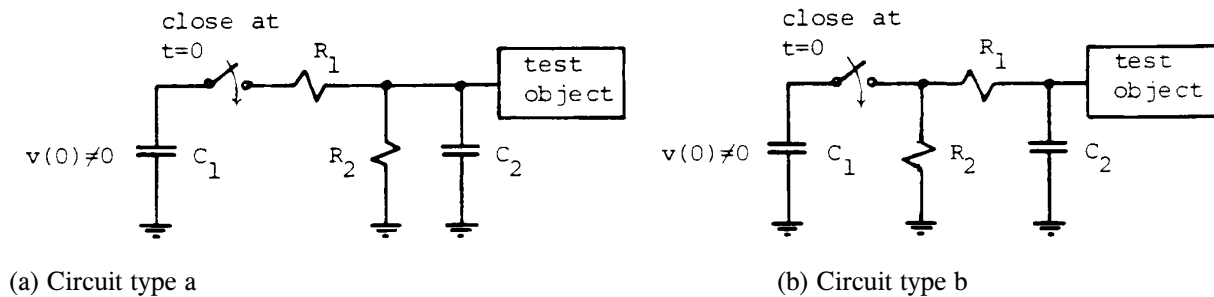 close at
t=0
R1
test
object
v(0)≠0
C1
R2
C2
(a) Circuit type a
close at
t=0
R1
test
object
v(0)≠0
C1
R2
C2
(b) Circuit type b